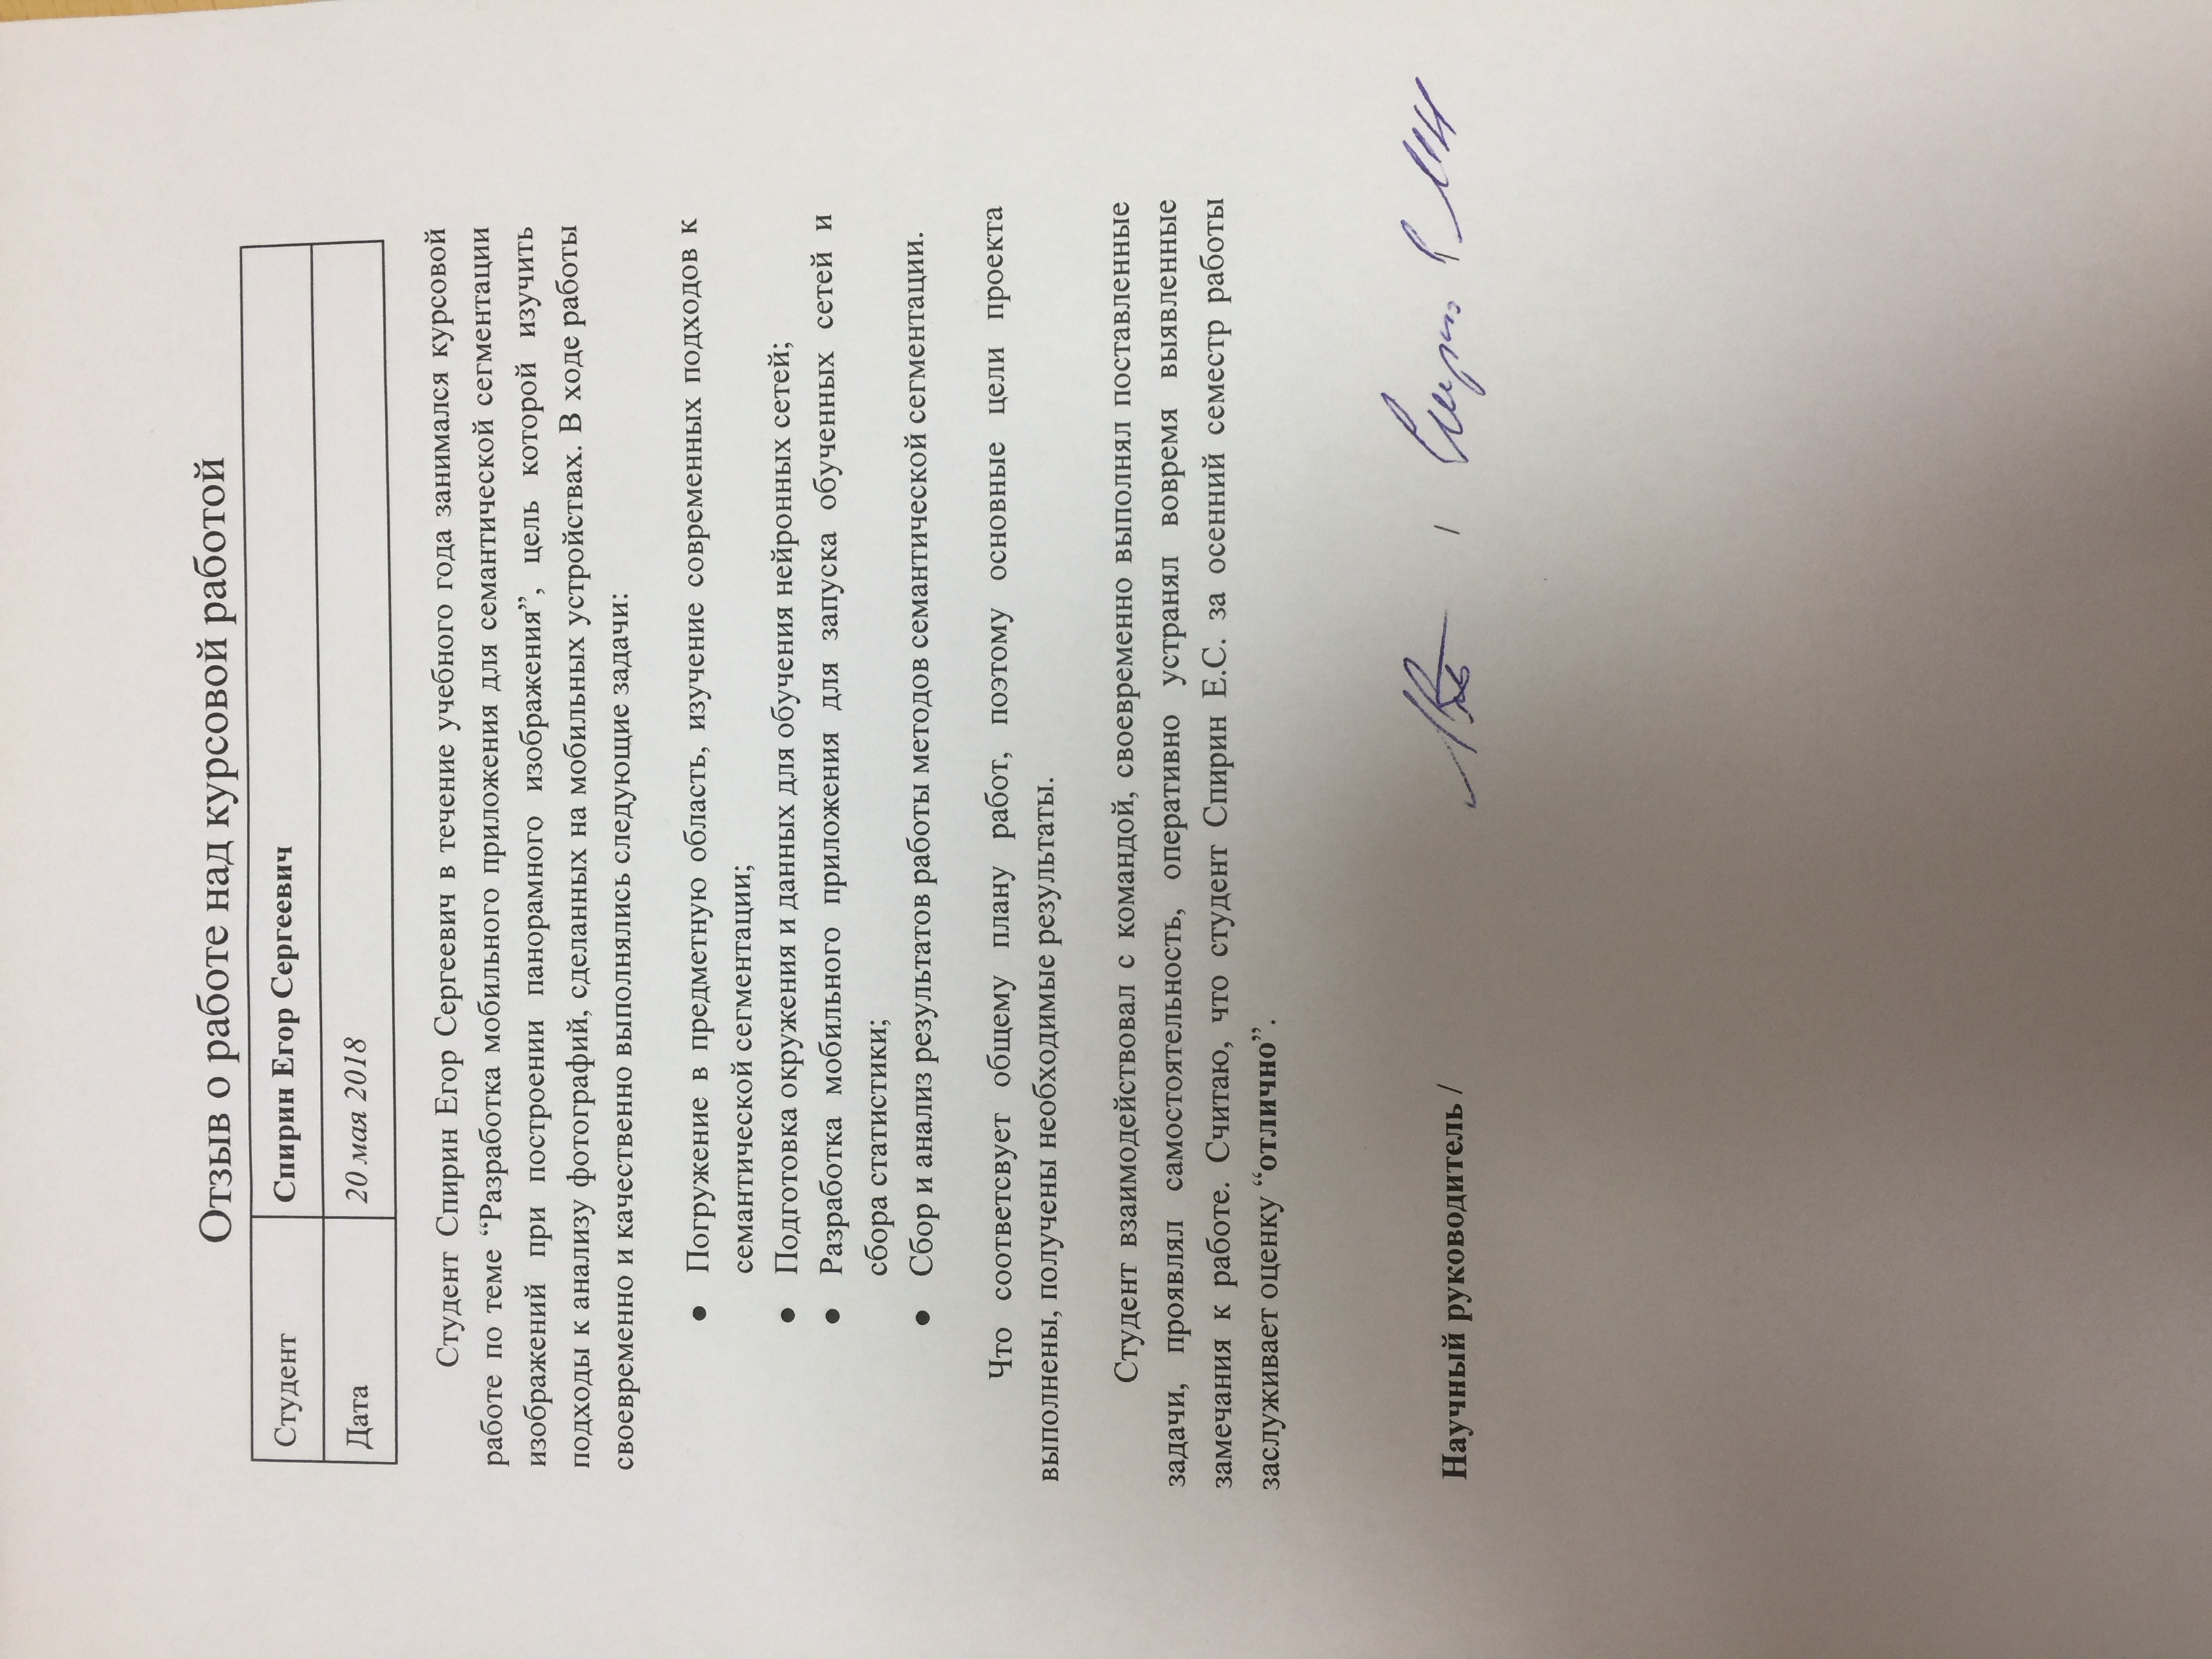 Отзыв о работе над курсовой работой
Студент Спирин Егор Сергеевич
Дата 20 мая 2018
Студент Спирин Егор Сергеевич в течение учебного года занимался курсовой
работе по теме “Разработка мобильного приложения для семантической сегментации
изображений при построении панорамного изображения”, цель которой изучить
подходы к анализу фотографий, сделанных на мобильных устройствах. В ходе работы
своевременно и качественно выполнялись следующие задачи:
● Погружение в предметную область, изучение современных подходов к
семантической сегментации;
● Подготовка окружения и данных для обучения нейронных сетей;
● Разработка мобильного приложения для запуска обученных сетей и
сбора статистики;
● Сбор и анализ результатов работы методов семантической сегментации.
Что соответсвует общему плану работ, поэтому основные цели проекта
выполнены, получены необходимые результаты.
Студент взаимодействовал с командой, своевременно выполнял поставленные
задачи, проявлял самостоятельность, оперативно устранял вовремя выявленные
замечания к работе. Считаю, что студент Спирин Е.С. за осенний семестр работы
заслуживает оценку “отлично”.
Научный руководитель / /